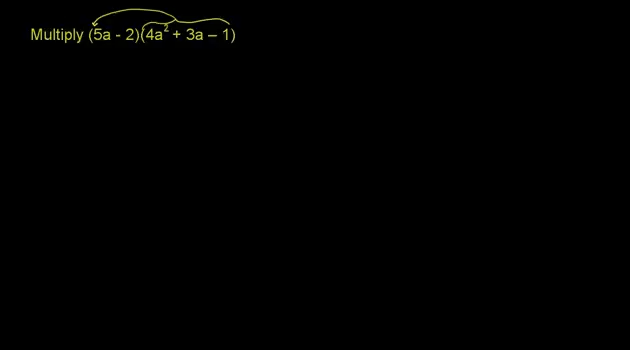 Multiply (5a - 2)(4a² + 3a – 1)